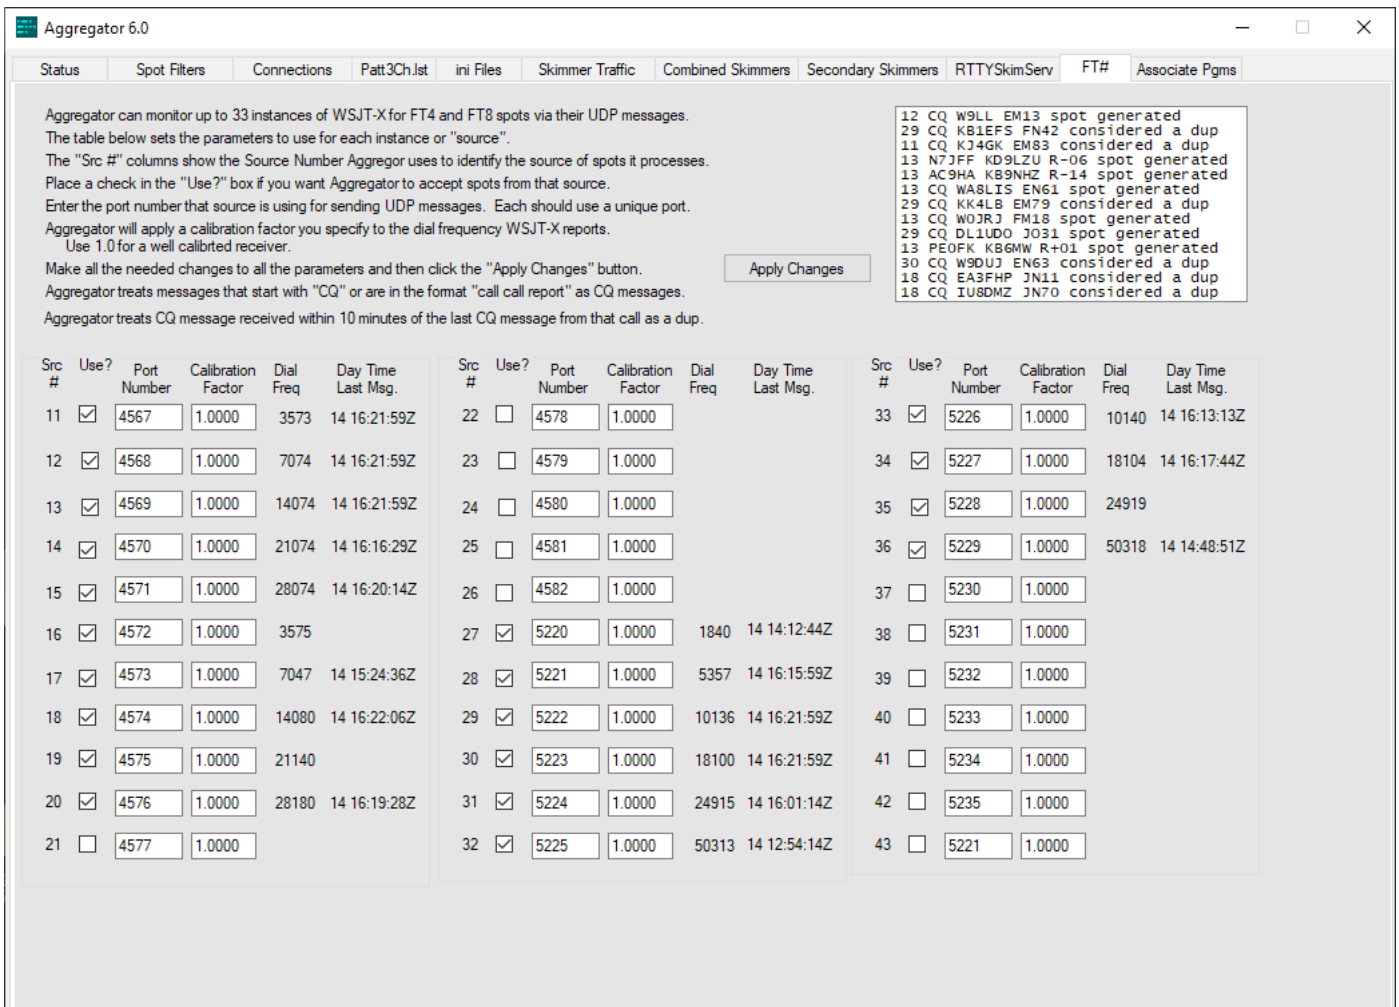 Aggregator 6.0
Status Spot Filters Connections Patt3Ch.lst ini Files Skimmer Traffic Combined Skimmers Secondary Skimmers RTTYSkimServ FT# Associate Pgms
Aggregator can monitor up to 33 instances of WSJT-X for FT4 and FT8 spots via their UDP messages.
The table below sets the parameters to use for each instance or "source".
The "Src #" columns show the Source Number Aggregor uses to identify the source of spots it processes.
Place a check in the "Use?" box if you want Aggregator to accept spots from that source.
Enter the port number that source is using for sending UDP messages. Each should use a unique port.
Aggregator will apply a calibration factor you specify to the dial frequency WSJT-X reports.
Use 1.0 for a well calibrted receiver.
Make all the needed changes to all the parameters and then click the "Apply Changes" button.
Aggregator treats messages that start with "CQ" or are in the format "call call report" as CQ messages.
Aggregator treats CQ message received within 10 minutes of the last CQ message from that call as a dup.
Apply Changes
12 CQ W9LL EM13 spot generated
29 CQ KB1EFS FN42 considered a dup
11 CQ KJ4GK EM83 considered a dup
13 N7JFF KD9LZU R-06 spot generated
13 AC9HA KB9NHZ R-14 spot generated
13 CQ WA8LIS EN61 spot generated
29 CQ KK4LB EM79 considered a dup
13 CQ W0JRJ FM18 spot generated
29 CQ DL1UDO JO31 spot generated
13 PE0FK KB6MW R+01 spot generated
30 CQ W9DUJ EN63 considered a dup
18 CQ EA3FHP JN11 considered a dup
18 CQ IU8DMZ JN70 considered a dup
Src # Use? Port Number Calibration Factor Dial Freq Day Time Last Msg.
11 4567 1.0000 3573 14 16:21:59Z
12 4568 1.0000 7074 14 16:21:59Z
13 4569 1.0000 14074 14 16:21:59Z
14 4570 1.0000 21074 14 16:16:29Z
15 4571 1.0000 28074 14 16:20:14Z
16 4572 1.0000 3575
17 4573 1.0000 7047 14 15:24:36Z
18 4574 1.0000 14080 14 16:22:06Z
19 4575 1.0000 21140
20 4576 1.0000 28180 14 16:19:28Z
21 4577 1.0000
Src # Use? Port Number Calibration Factor Dial Freq Day Time Last Msg.
22 4578 1.0000
23 4579 1.0000
24 4580 1.0000
25 4581 1.0000
26 4582 1.0000
27 5220 1.0000 1840 14 14:12:44Z
28 5221 1.0000 5357 14 16:15:59Z
29 5222 1.0000 10136 14 16:21:59Z
30 5223 1.0000 18100 14 16:21:59Z
31 5224 1.0000 24915 14 16:01:14Z
32 5225 1.0000 50313 14 12:54:14Z
Src # Use? Port Number Calibration Factor Dial Freq Day Time Last Msg.
33 5226 1.0000 10140 14 16:13:13Z
34 5227 1.0000 18104 14 16:17:44Z
35 5228 1.0000 24919
36 5229 1.0000 50318 14 14:48:51Z
37 5230 1.0000
38 5231 1.0000
39 5232 1.0000
40 5233 1.0000
41 5234 1.0000
42 5235 1.0000
43 5221 1.0000